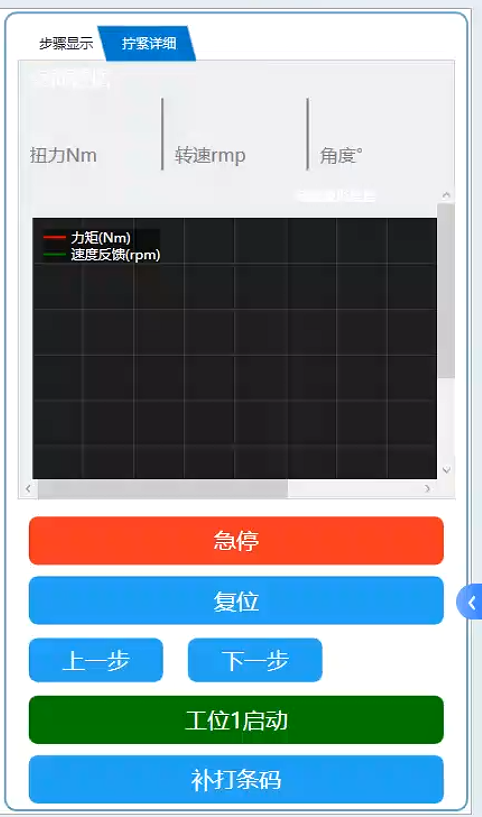 步骤显示 拧紧详细
扭力Nm 转速rmp 角度°
力矩(Nm)
速度反馈(rpm)
急停
复位
上一步 下一步
工位1启动
补打条码